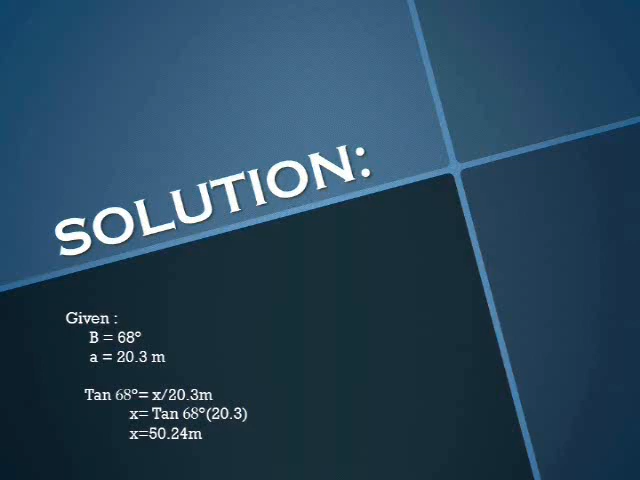 SOLUTION:
Given :
B = 68°
a = 20.3 m
Tan 68°= x/20.3m
x= Tan 68°(20.3)
x=50.24m